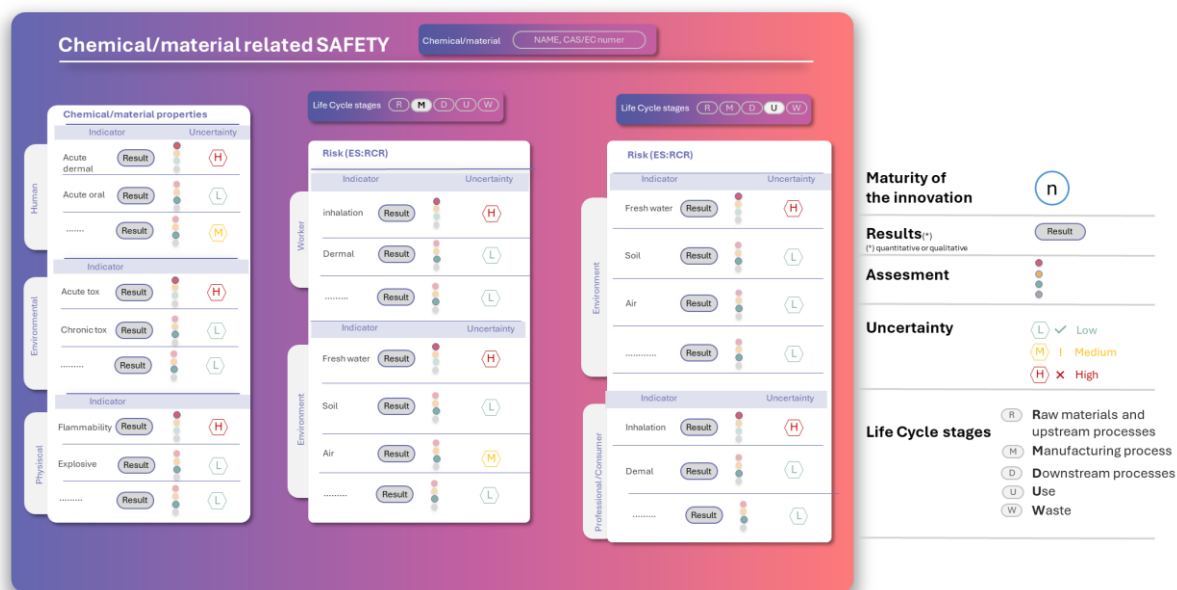 Chemical/material related SAFETY
Chemical/material NAME, CAS/EC numer
Chemical/material properties
Indicator Uncertainty
Human
Acute dermal Result H
Acute oral Result L
....... Result M
Environmental
Indicator
Acute tox Result H
Chronic tox Result L
......... Result L
Physiscal
Indicator
Flammability Result H
Explosive Result L
......... Result L
Life Cycle stages R M D U W
Risk (ES:RCR)
Indicator Uncertainty
Worker
inhalation Result H
Dermal Result L
......... Result L
Environment
Indicator Uncertainty
Fresh water Result H
Soil Result L
Air Result M
......... Result L
Life Cycle stages R M D U W
Risk (ES:RCR)
Indicator Uncertainty
Environment
Fresh water Result H
Soil Result L
Air Result L
............ Result L
Professional/Consumer
Indicator Uncertainty
Inhalation Result H
Demal Result L
......... Result L
Maturity of
the innovation n
Results(*) Result
(*) quantitative or qualitative
Assesment
Uncertainty L Low
M ! Medium
H High
Life Cycle stages
R Raw materials and
upstream processes
M Manufacturing process
D Downstream processes
U Use
W Waste